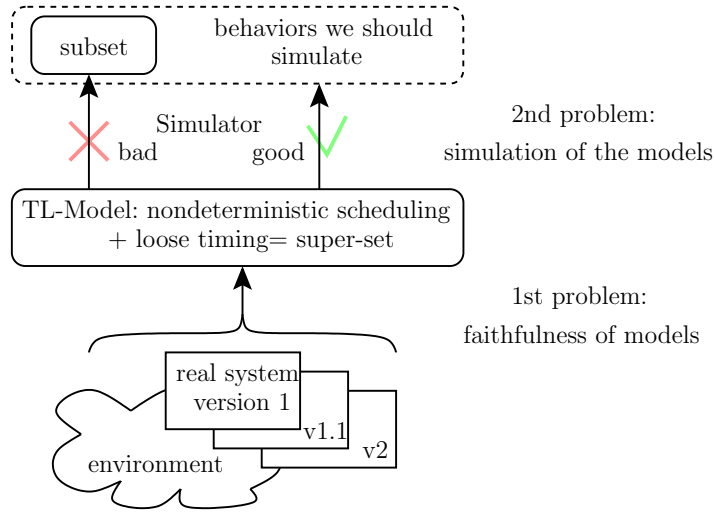 subset
behaviors we should
simulate
Simulator
bad
good
2nd problem:
simulation of the models
TL-Model: nondeterministic scheduling
+ loose timing= super-set
1st problem:
faithfulness of models
real system
version 1
v1.1
v2
environment